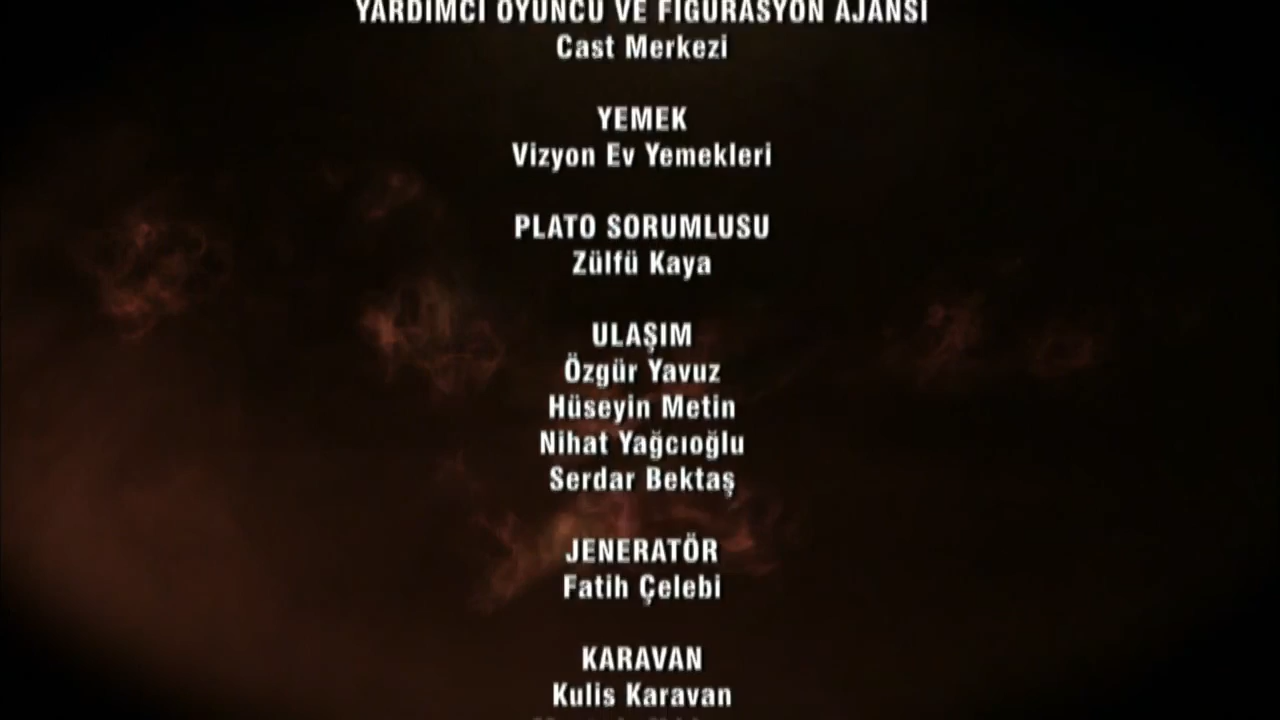 YARDIMCI OYUNCU VE FİGÜRASYON AJANSI
Cast Merkezi
YEMEK
Vizyon Ev Yemekleri
PLATO SORUMLUSU
Zülfü Kaya
ULAŞIM
Özgür Yavuz
Hüseyin Metin
Nihat Yağcıoğlu
Serdar Bektaş
JENERATÖR
Fatih Çelebi
KARAVAN
Kulis Karavan